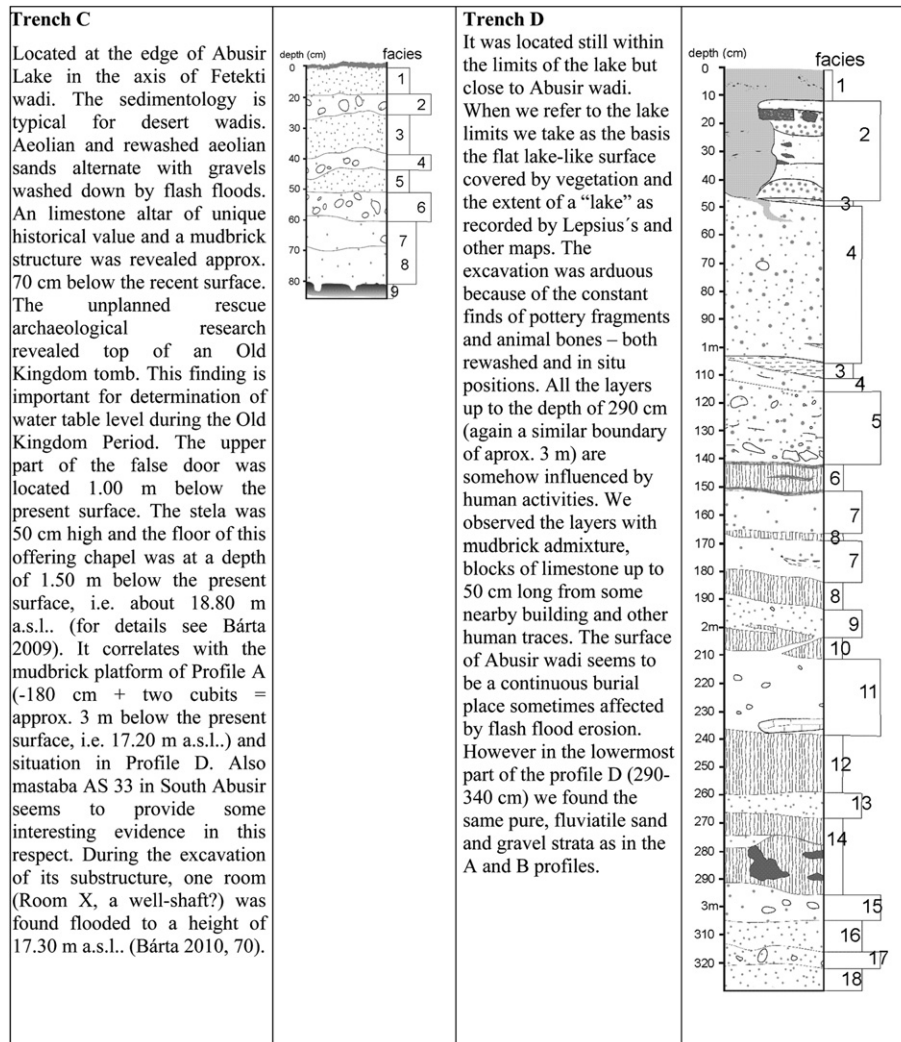 Trench C
Located at the edge of Abusir
Lake in the axis of Fetekti
wadi. The sedimentology is
typical for desert wadis.
Aeolian and rewashed aeolian
sands alternate with gravels
washed down by flash floods.
An limestone altar of unique
historical value and a mudbrick
structure was revealed approx.
70 cm below the recent surface.
The unplanned rescue
archaeological research
revealed top of an Old
Kingdom tomb. This finding is
important for determination of
water table level during the Old
Kingdom Period. The upper
part of the false door was
located 1.00 m below the
present surface. The stela was
50 cm high and the floor of this
offering chapel was at a depth
of 1.50 m below the present
surface, i.e. about 18.80 m
a.s.l.. (for details see Bárta
2009). It correlates with the
mudbrick platform of Profile A
(-180 cm + two cubits =
approx. 3 m below the present
surface, i.e. 17.20 m a.s.l..) and
situation in Profile D. Also
mastaba AS 33 in South Abusir
seems to provide some
interesting evidence in this
respect. During the excavation
of its substructure, one room
(Room X, a well-shaft?) was
found flooded to a height of
17.30 m a.s.l.. (Bárta 2010, 70).
depth (cm) facies
0
1
20
2
30
3
40
4
50
5
6
60
7
70
8
80
9
Trench D
It was located still within
the limits of the lake but
close to Abusir wadi.
When we refer to the lake
limits we take as the basis
the flat lake-like surface
covered by vegetation and
the extent of a “lake” as
recorded by Lepsius´s and
other maps. The
excavation was arduous
because of the constant
finds of pottery fragments
and animal bones – both
rewashed and in situ
positions. All the layers
up to the depth of 290 cm
(again a similar boundary
of aprox. 3 m) are
somehow influenced by
human activities. We
observed the layers with
mudbrick admixture,
blocks of limestone up to
50 cm long from some
nearby building and other
human traces. The surface
of Abusir wadi seems to
be a continuous burial
place sometimes affected
by flash flood erosion.
However in the lowermost
part of the profile D (290-
340 cm) we found the
same pure, fluviatile sand
and gravel strata as in the
A and B profiles.
depth (cm) facies
0
1
10
20
2
30
40
50
3
60
4
70
80
90
1m
110
3
4
120
5
130
140
150
6
160
7
170
8
7
180
190
8
2m
9
210
10
220
11
230
240
250
12
260
13
270
280
14
290
3m
15
16
320
17
18